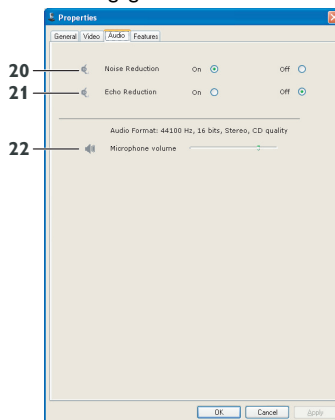 Properties
General Video Audio Features
20 Noise Reduction On Off
21 Echo Reduction On Off
Audio Format: 44100 Hz, 16 bits, Stereo, CD quality
22 Microphone volume
OK Cancel Apply